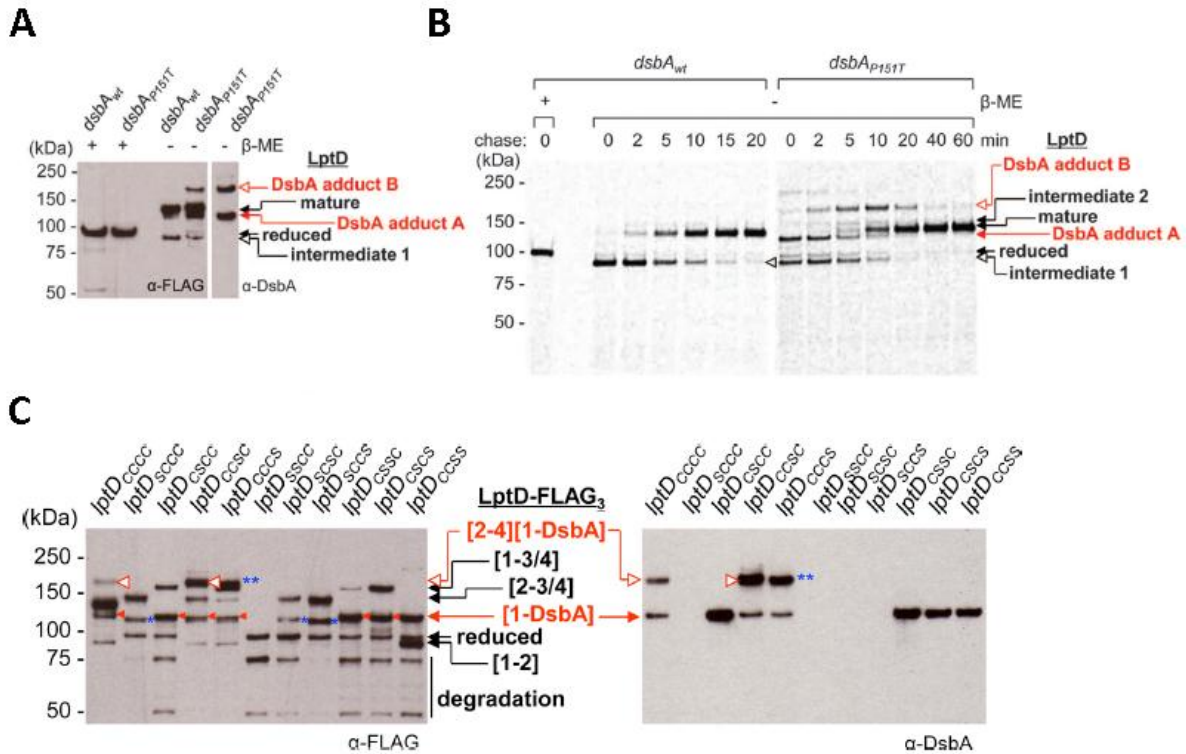 A
dsbAwt
dsbAP151T
dsbAwt
dsbAP151T
dsbAP151T
(kDa) + + - - - β-ME
250
150
100
75
50
LptD
DsbA adduct B
mature
DsbA adduct A
reduced
intermediate 1
α-FLAG
α-DsbA
B
dsbAwt
dsbAP151T
+ - β-ME
chase: 0 0 2 5 10 15 20 0 2 5 10 20 40 60 min
(kDa)
250
150
100
75
50
LptD
DsbA adduct B
intermediate 2
mature
DsbA adduct A
reduced
intermediate 1
C
lptDCCCC
lptDSCCC
lptDCSCC
lptDCCSC
lptDCCCS
lptDSSCC
lptDSCSC
lptDSCCS
lptDCSSC
lptDCSCS
lptDCCSS
(kDa)
250
150
100
75
50
**
*
*
*
LptD-FLAG3
[2-4][1-DsbA]
[1-3/4]
[2-3/4]
[1-DsbA]
reduced
[1-2]
degradation
α-FLAG
lptDCCCC
lptDSCCC
lptDCSCC
lptDCCSC
lptDCCCS
lptDSSCC
lptDSCSC
lptDSCCS
lptDCSSC
lptDCSCS
lptDCCSS
**
α-DsbA